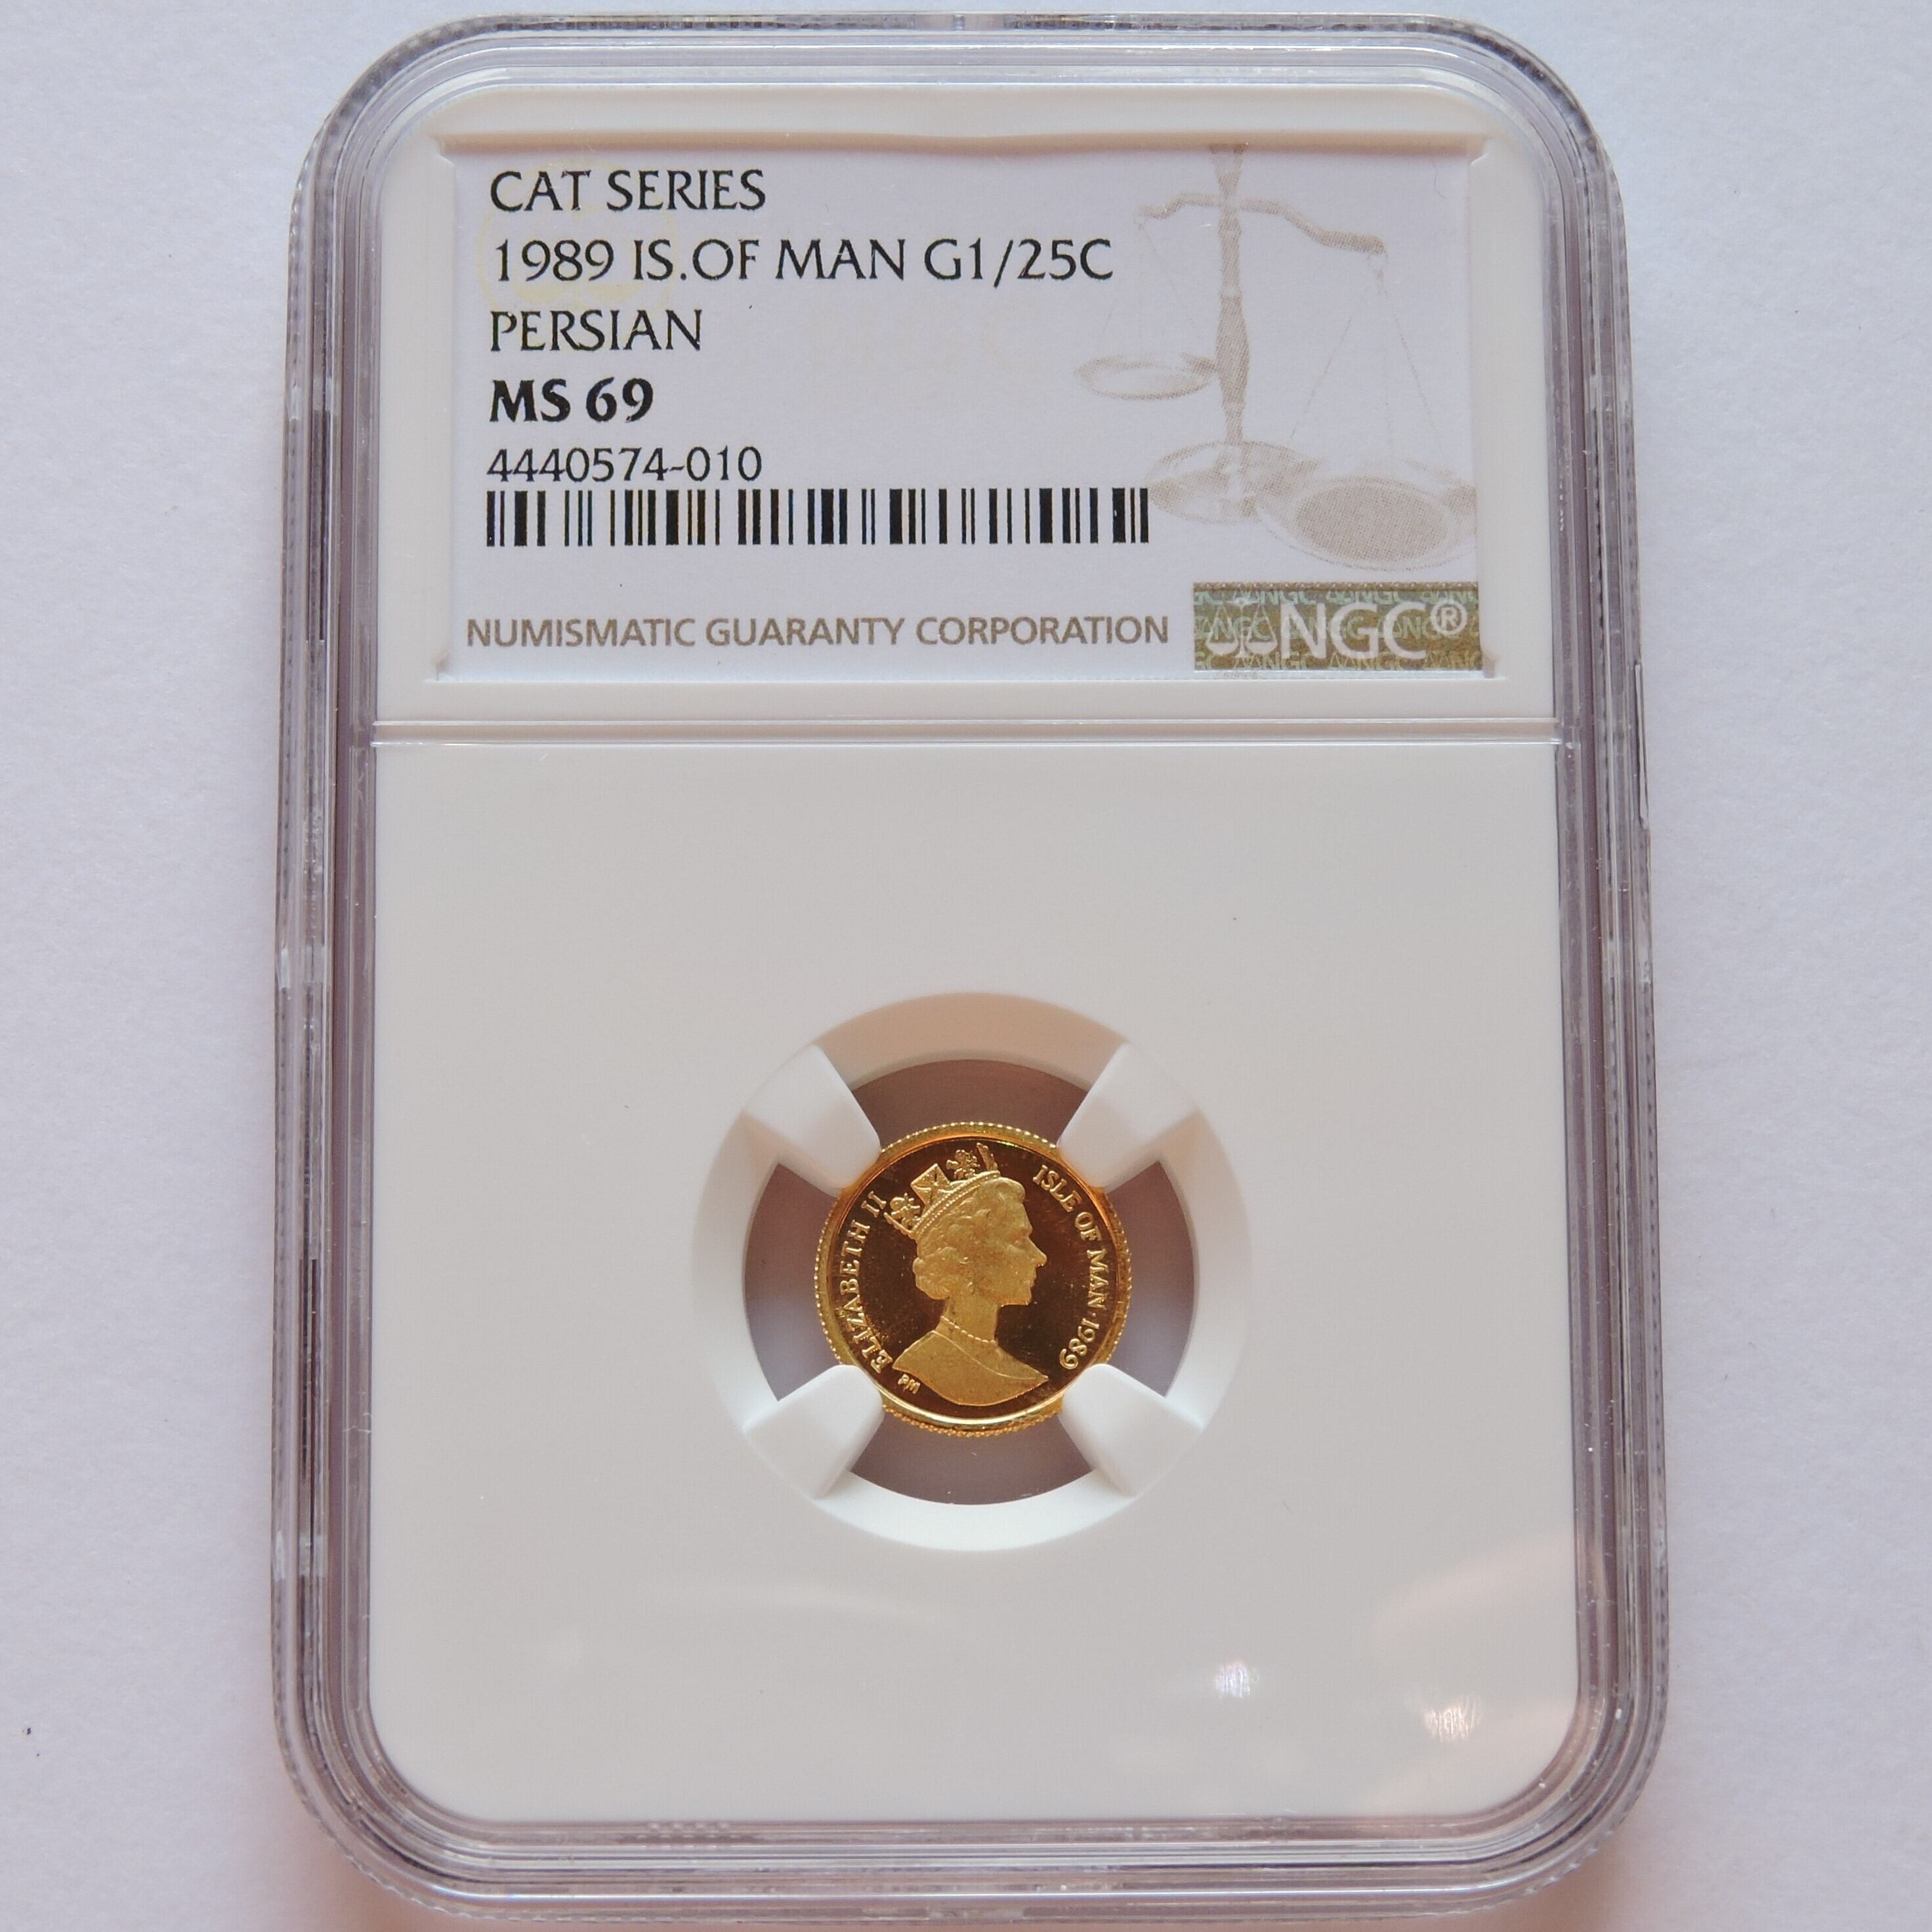 CAT SERIES
1989 IS.OF MAN G1/25C
PERSIAN
MS 69
4440574-010
NUMISMATIC GUARANTY CORPORATION
NGC®
ELIZABETH II
ISLE OF MAN·1989
PM